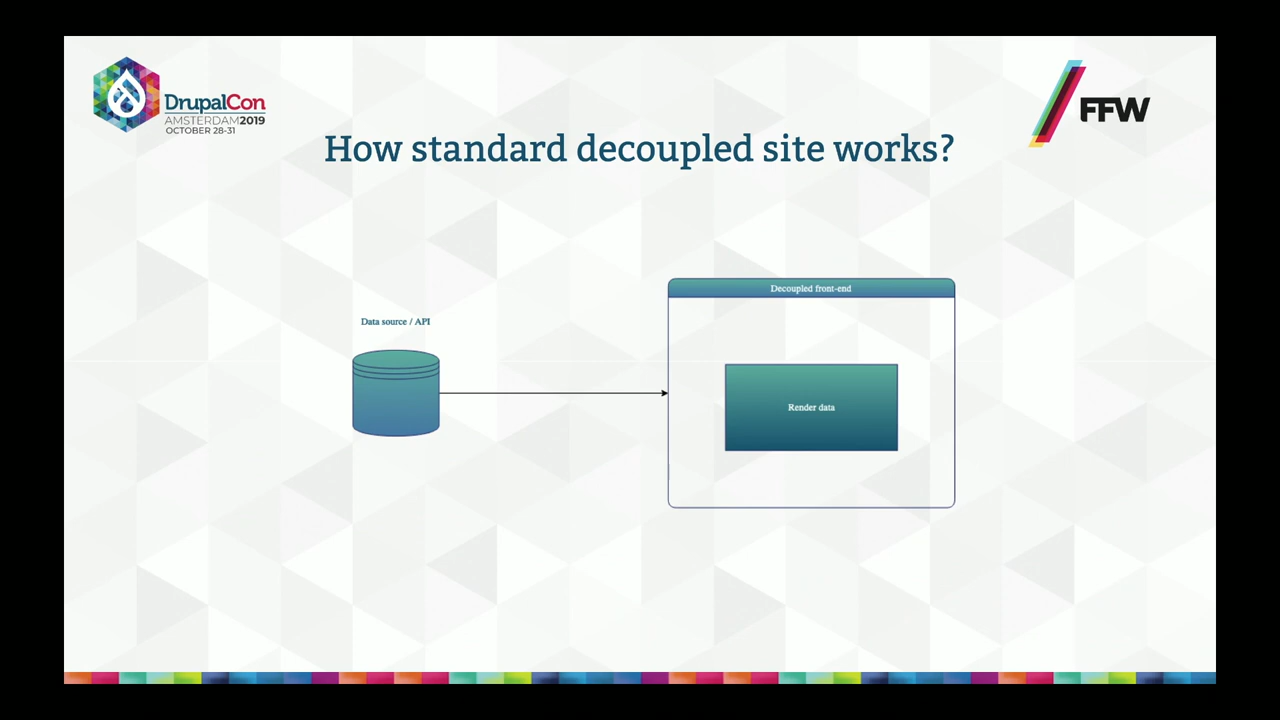 DrupalCon
AMSTERDAM2019
OCTOBER 28-31
FFW
How standard decoupled site works?
Decoupled front-end
Data source / API
Render data